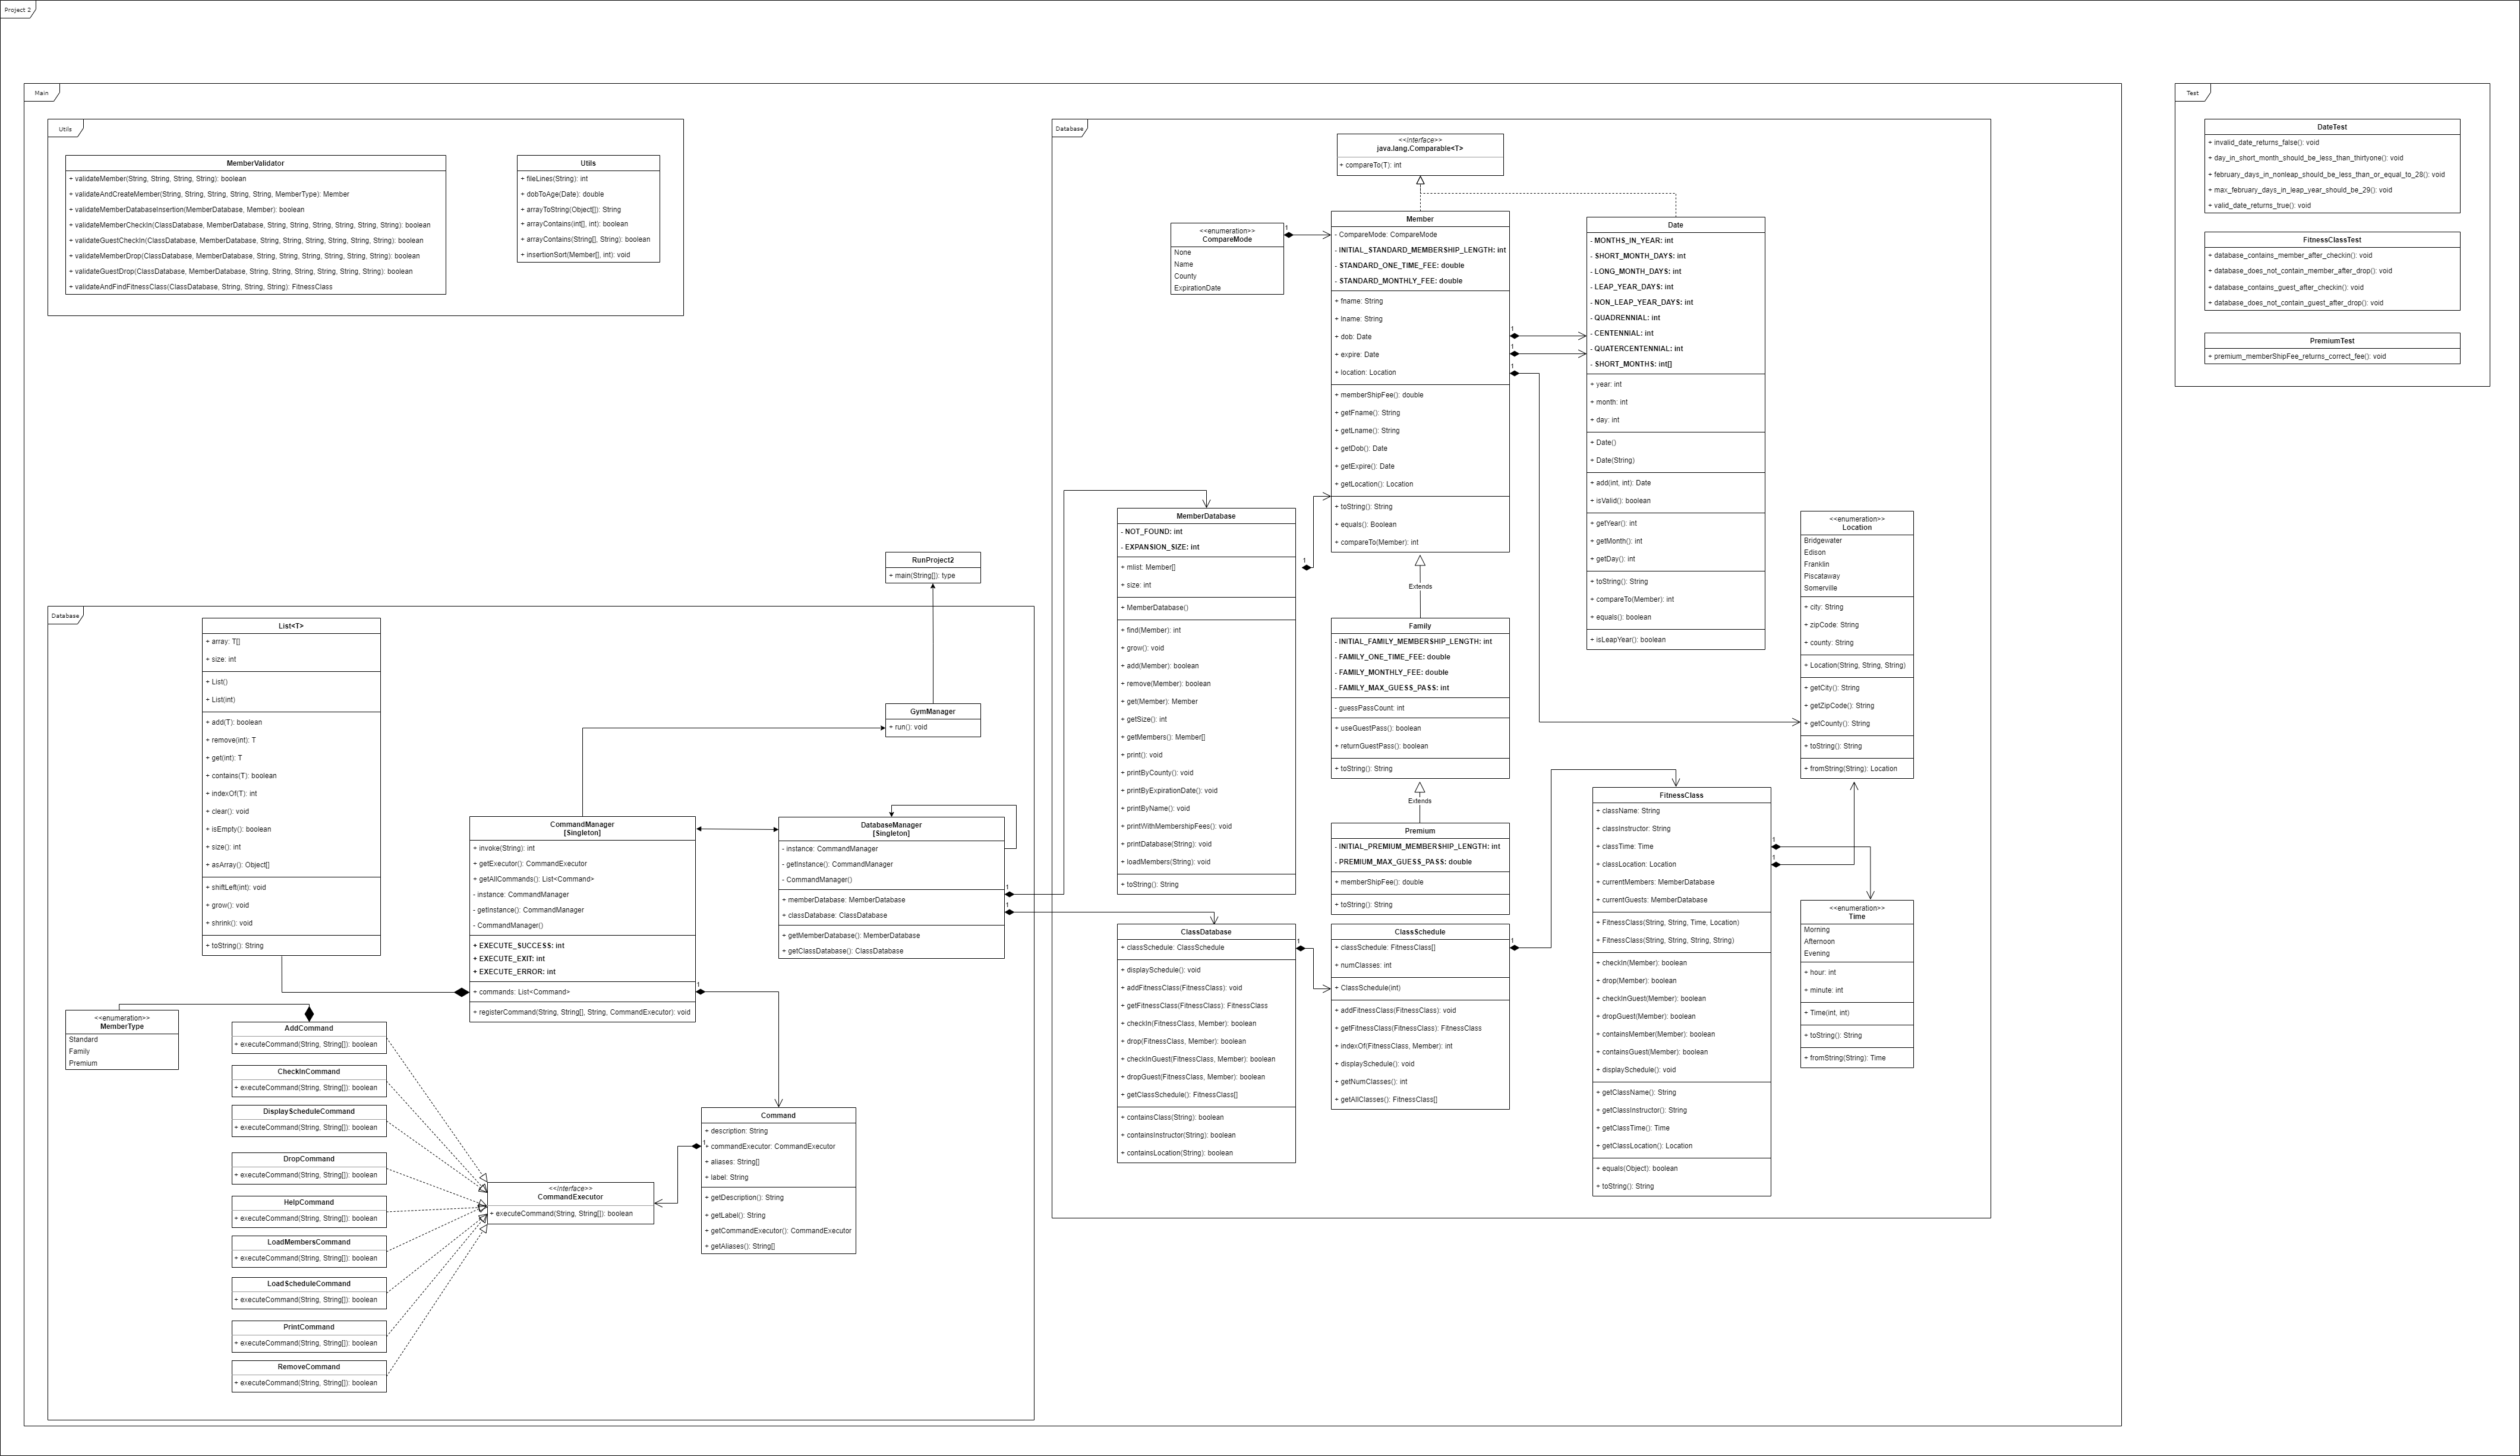 Project 2
Main
Utils
MemberValidator
+ validateMember(String, String, String, String): boolean
+ validateAndCreateMember(String, String, String, String, String, MemberType): Member
+ validateMemberDatabaseInsertion(MemberDatabase, Member): boolean
+ validateMemberCheckIn(ClassDatabase, MemberDatabase, String, String, String, String, String, String): boolean
+ validateGuestCheckIn(ClassDatabase, MemberDatabase, String, String, String, String, String, String): boolean
+ validateMemberDrop(ClassDatabase, MemberDatabase, String, String, String, String, String, String): boolean
+ validateGuestDrop(ClassDatabase, MemberDatabase, String, String, String, String, String, String): boolean
+ validateAndFindFitnessClass(ClassDatabase, String, String, String): FitnessClass
Utils
+ fileLines(String): int
+ dobToAge(Date): double
+ arrayToString(Object[]): String
+ arrayContains(int[], int): boolean
+ arrayContains(String[], String): boolean
+ insertionSort(Member[], int): void
Database
<<interface>>
java.lang.Comparable<T>
+ compareTo(T): int
<<enumeration>>
CompareMode
None
Name
County
ExpirationDate
1
Member
- CompareMode: CompareMode
- INITIAL_STANDARD_MEMBERSHIP_LENGTH: int
- STANDARD_ONE_TIME_FEE: double
- STANDARD_MONTHLY_FEE: double
+ fname: String
+ lname: String
+ dob: Date
+ expire: Date
+ location: Location
+ memberShipFee(): double
+ getFname(): String
+ getLname(): String
+ getDob(): Date
+ getExpire(): Date
+ getLocation(): Location
+ toString(): String
+ equals(): Boolean
+ compareTo(Member): int
1
1
1
Date
- MONTHS_IN_YEAR: int
- SHORT_MONTH_DAYS: int
- LONG_MONTH_DAYS: int
- LEAP_YEAR_DAYS: int
- NON_LEAP_YEAR_DAYS: int
- QUADRENNIAL: int
- CENTENNIAL: int
- QUATERCENTENNIAL: int
- SHORT_MONTHS: int[]
+ year: int
+ month: int
+ day: int
+ Date()
+ Date(String)
+ add(int, int): Date
+ isValid(): boolean
+ getYear(): int
+ getMonth(): int
+ getDay(): int
+ toString(): String
+ compareTo(Member): int
+ equals(): boolean
+ isLeapYear(): boolean
<<enumeration>>
Location
Bridgewater
Edison
Franklin
Piscataway
Somerville
+ city: String
+ zipCode: String
+ county: String
+ Location(String, String, String)
+ getCity(): String
+ getZipCode(): String
+ getCounty(): String
+ toString(): String
+ fromString(String): Location
MemberDatabase
- NOT_FOUND: int
- EXPANSION_SIZE: int
+ mlist: Member[]
+ size: int
+ MemberDatabase()
+ find(Member): int
+ grow(): void
+ add(Member): boolean
+ remove(Member): boolean
+ get(Member): Member
+ getSize(): int
+ getMembers(): Member[]
+ print(): void
+ printByCounty(): void
+ printByExpirationDate(): void
+ printByName(): void
+ printWithMembershipFees(): void
+ printDatabase(String): void
+ loadMembers(String): void
+ toString(): String
1
Extends
Family
- INITIAL_FAMILY_MEMBERSHIP_LENGTH: int
- FAMILY_ONE_TIME_FEE: double
- FAMILY_MONTHLY_FEE: double
- FAMILY_MAX_GUESS_PASS: int
- guessPassCount: int
+ useGuestPass(): boolean
+ returnGuestPass(): boolean
+ toString(): String
Extends
Premium
- INITIAL_PREMIUM_MEMBERSHIP_LENGTH: int
- PREMIUM_MAX_GUESS_PASS: double
+ memberShipFee(): double
+ toString(): String
ClassDatabase
+ classSchedule: ClassSchedule
+ displaySchedule(): void
+ addFitnessClass(FitnessClass): void
+ getFitnessClass(FitnessClass): FitnessClass
+ checkIn(FitnessClass, Member): boolean
+ drop(FitnessClass, Member): boolean
+ checkInGuest(FitnessClass, Member): boolean
+ dropGuest(FitnessClass, Member): boolean
+ getClassSchedule(): FitnessClass[]
+ containsClass(String): boolean
+ containsInstructor(String): boolean
+ containsLocation(String): boolean
1
ClassSchedule
+ classSchedule: FitnessClass[]
+ numClasses: int
+ ClassSchedule(int)
+ addFitnessClass(FitnessClass): void
+ getFitnessClass(FitnessClass): FitnessClass
+ indexOf(FitnessClass, Member): int
+ displaySchedule(): void
+ getNumClasses(): int
+ getAllClasses(): FitnessClass[]
1
FitnessClass
+ className: String
+ classInstructor: String
+ classTime: Time
+ classLocation: Location
+ currentMembers: MemberDatabase
+ currentGuests: MemberDatabase
+ FitnessClass(String, String, Time, Location)
+ FitnessClass(String, String, String, String)
+ checkIn(Member): boolean
+ drop(Member): boolean
+ checkInGuest(Member): boolean
+ dropGuest(Member): boolean
+ containsMember(Member): boolean
+ containsGuest(Member): boolean
+ displaySchedule(): void
+ getClassName(): String
+ getClassInstructor(): String
+ getClassTime(): Time
+ getClassLocation(): Location
+ equals(Object): boolean
+ toString(): String
1
1
<<enumeration>>
Time
Morning
Afternoon
Evening
+ hour: int
+ minute: int
+ Time(int, int)
+ toString(): String
+ fromString(String): Time
RunProject2
+ main(String[]): type
GymManager
+ run(): void
Database
List<T>
+ array: T[]
+ size: int
+ List()
+ List(int)
+ add(T): boolean
+ remove(int): T
+ get(int): T
+ contains(T): boolean
+ indexOf(T): int
+ clear(): void
+ isEmpty(): boolean
+ size(): int
+ asArray(): Object[]
+ shiftLeft(int): void
+ grow(): void
+ shrink(): void
+ toString(): String
CommandManager
[Singleton]
+ invoke(String): int
+ getExecutor(): CommandExecutor
+ getAllCommands(): List<Command>
- instance: CommandManager
- getInstance(): CommandManager
- CommandManager()
+ EXECUTE_SUCCESS: int
+ EXECUTE_EXIT: int
+ EXECUTE_ERROR: int
+ commands: List<Command>
+ registerCommand(String, String[], String, CommandExecutor): void
1
DatabaseManager
[Singleton]
- instance: CommandManager
- getInstance(): CommandManager
- CommandManager()
+ memberDatabase: MemberDatabase
+ classDatabase: ClassDatabase
+ getMemberDatabase(): MemberDatabase
+ getClassDatabase(): ClassDatabase
1
1
<<enumeration>>
MemberType
Standard
Family
Premium
AddCommand
+ executeCommand(String, String[]): boolean
CheckInCommand
+ executeCommand(String, String[]): boolean
DisplayScheduleCommand
+ executeCommand(String, String[]): boolean
DropCommand
+ executeCommand(String, String[]): boolean
HelpCommand
+ executeCommand(String, String[]): boolean
LoadMembersCommand
+ executeCommand(String, String[]): boolean
LoadScheduleCommand
+ executeCommand(String, String[]): boolean
PrintCommand
+ executeCommand(String, String[]): boolean
RemoveCommand
+ executeCommand(String, String[]): boolean
<<interface>>
CommandExecutor
+ executeCommand(String, String[]): boolean
Command
+ description: String
+ commandExecutor: CommandExecutor
+ aliases: String[]
+ label: String
+ getDescription(): String
+ getLabel(): String
+ getCommandExecutor(): CommandExecutor
+ getAliases(): String[]
1
Test
DateTest
+ invalid_date_returns_false(): void
+ day_in_short_month_should_be_less_than_thirtyone(): void
+ february_days_in_nonleap_should_be_less_than_or_equal_to_28(): void
+ max_february_days_in_leap_year_should_be_29(): void
+ valid_date_returns_true(): void
FitnessClassTest
+ database_contains_member_after_checkin(): void
+ database_does_not_contain_member_after_drop(): void
+ database_contains_guest_after_checkin(): void
+ database_does_not_contain_guest_after_drop(): void
PremiumTest
+ premium_memberShipFee_returns_correct_fee(): void